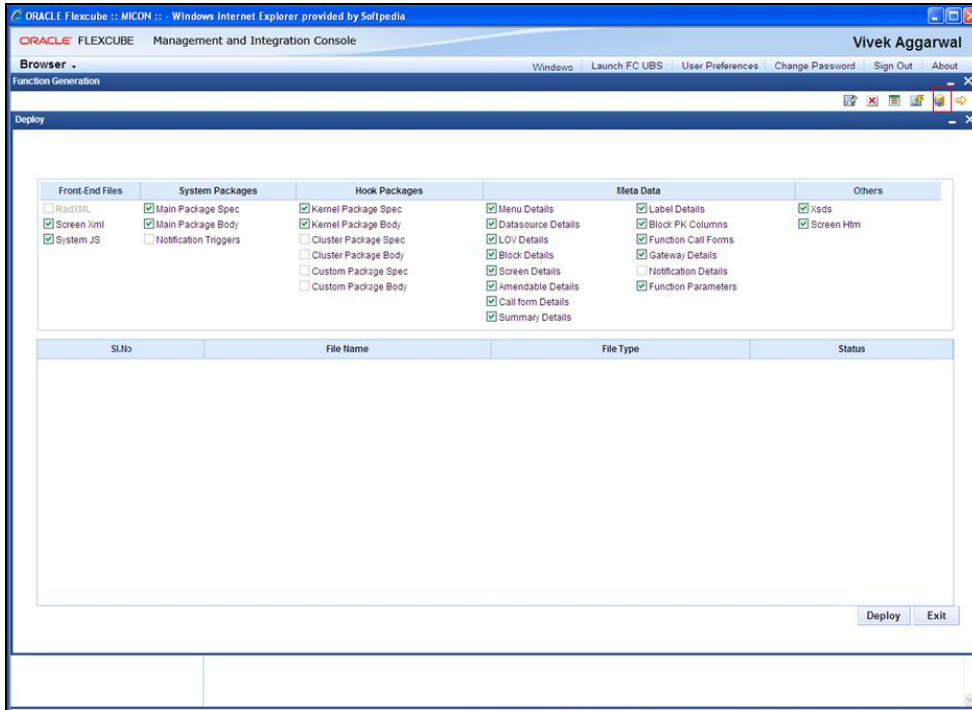 ORACLE Flexcube :: MICON :: - Windows Internet Explorer provided by Softpedia
ORACLE FLEXCUBE Management and Integration Console Vivek Aggarwal
Browser Windows Launch FC UBS User Preferences Change Password Sign Out About
Function Generation
Deploy
Front-End Files System Packages Hook Packages Meta Data Others
RadXML Main Package Spec Kernel Package Spec Menu Details Label Details Xsds
Screen Xml Main Package Body Kernel Package Body Datasource Details Block PK Columns Screen Htm
System JS Notification Triggers Cluster Package Spec LOV Details Function Call Forms
Cluster Package Body Block Details Gateway Details
Custom Package Spec Screen Details Notification Details
Custom Package Body Amendable Details Function Parameters
Call form Details
Summary Details
Sl.No File Name File Type Status
Deploy Exit